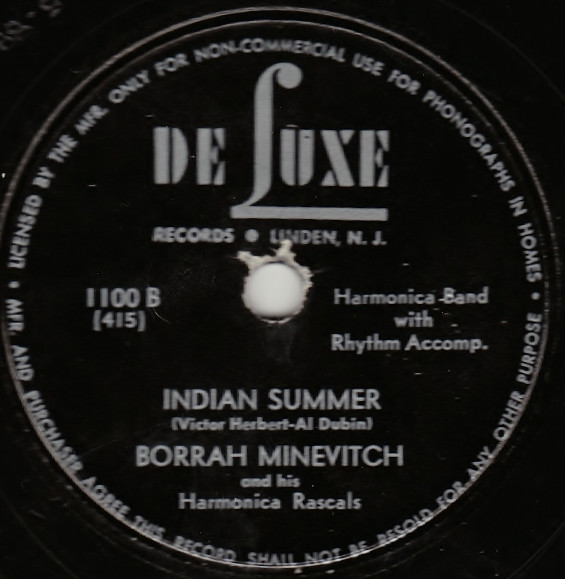 • LICENSED BY THE MFR. ONLY FOR NON-COMMERCIAL USE FOR PHONOGRAPHS IN HOMES •
De Luxe
RECORDS • LINDEN, N. J.
1100 B
(415)
Harmonica Band
with
Rhythm Accomp.
INDIAN SUMMER
(Victor Herbert-Al Dubin)
BORRAH MINEVITCH
and his
Harmonica Rascals
MFR. AND PURCHASER AGREE THIS RECORD SHALL NOT BE RESOLD FOR ANY OTHER PURPOSE